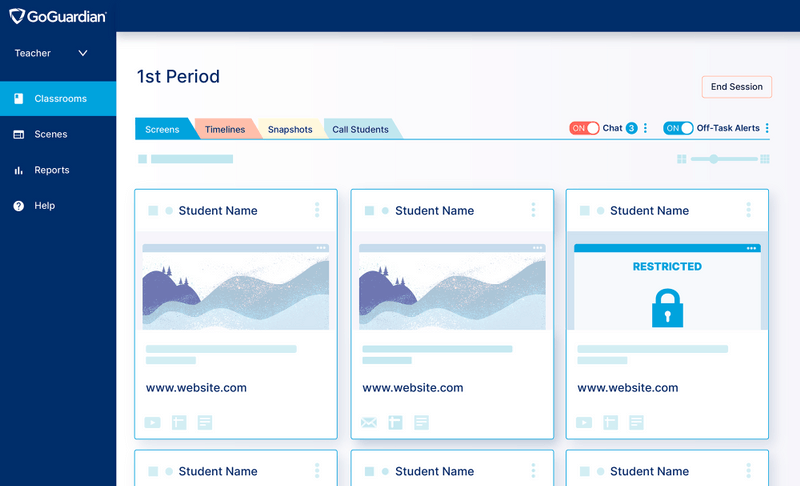 GoGuardian
Teacher
Classrooms
Scenes
Reports
Help
1st Period
End Session
Screens
Timelines
Snapshots
Call Students
ON Chat 3
ON Off-Task Alerts
Student Name
www.website.com
Student Name
www.website.com
Student Name
RESTRICTED
www.website.com
Student Name
Student Name
Student Name